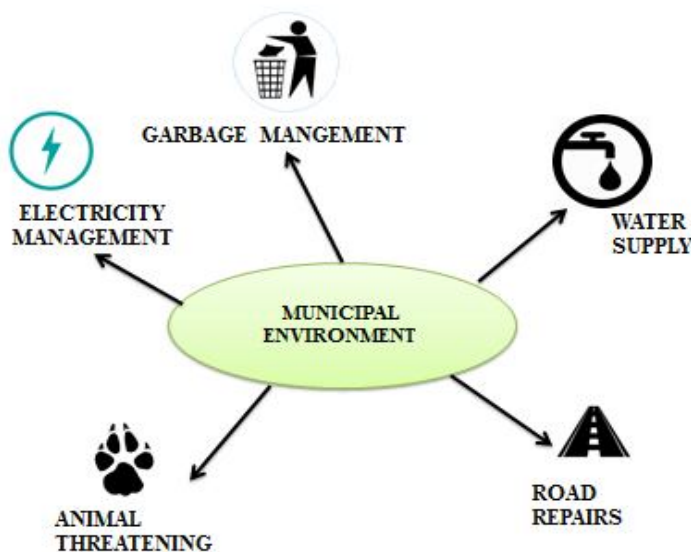 GARBAGE MANGEMENT
ELECTRICITY
MANAGEMENT
WATER
SUPPLY
MUNICIPAL
ENVIRONMENT
ANIMAL
THREATENING
ROAD
REPAIRS